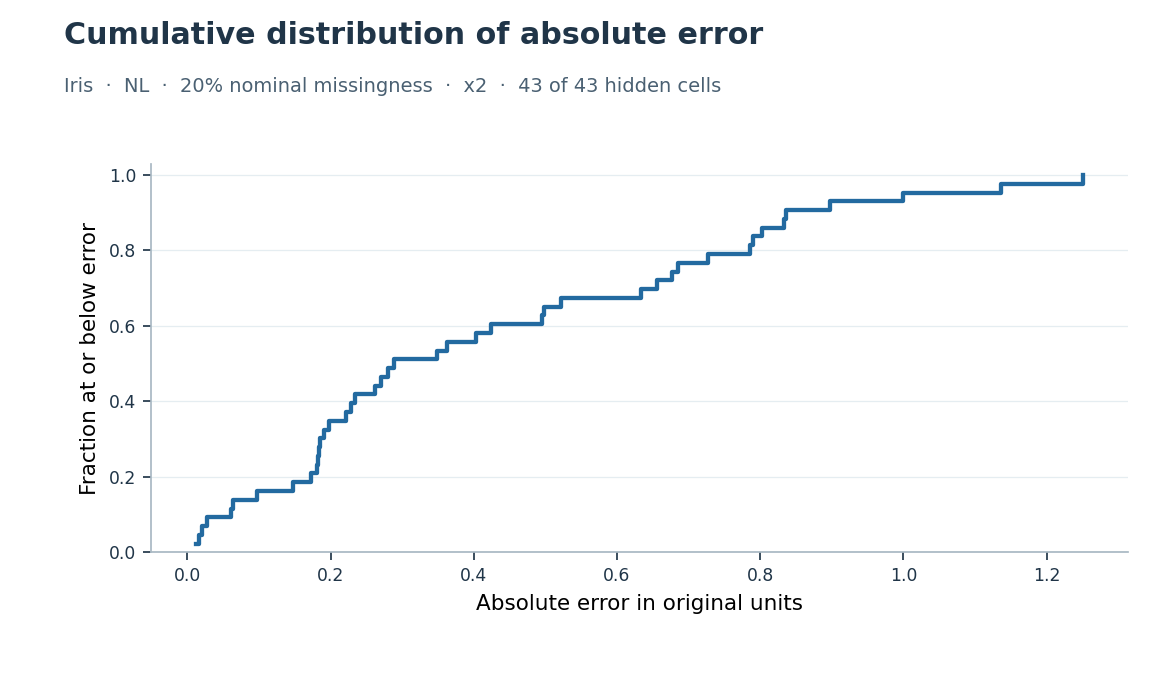 Cumulative distribution of absolute error
Iris · NL · 20% nominal missingness · x2 · 43 of 43 hidden cells
Fraction at or below error
1.0
0.8
0.6
0.4
0.2
0.0
0.0 0.2 0.4 0.6 0.8 1.0 1.2
Absolute error in original units